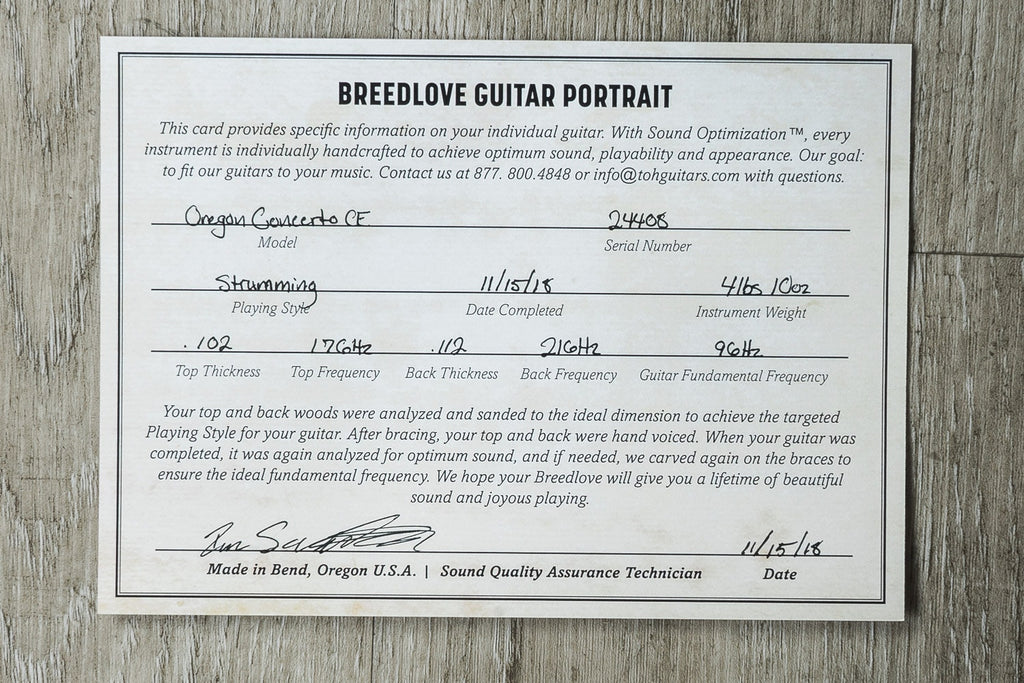 BREEDLOVE GUITAR PORTRAIT
This card provides specific information on your individual guitar. With Sound Optimization™, every
instrument is individually handcrafted to achieve optimum sound, playability and appearance. Our goal:
to fit our guitars to your music. Contact us at 877. 800.4848 or info@tohguitars.com with questions.
Oregon Concerto CE 24408
Model Serial Number
Strumming 11/15/18 4lbs 10oz
Playing Style Date Completed Instrument Weight
.102 176Hz .112 216Hz 96Hz
Top Thickness Top Frequency Back Thickness Back Frequency Guitar Fundamental Frequency
Your top and back woods were analyzed and sanded to the ideal dimension to achieve the targeted
Playing Style for your guitar. After bracing, your top and back were hand voiced. When your guitar was
completed, it was again analyzed for optimum sound, and if needed, we carved again on the braces to
ensure the ideal fundamental frequency. We hope your Breedlove will give you a lifetime of beautiful
sound and joyous playing.
11/15/18
Made in Bend, Oregon U.S.A. | Sound Quality Assurance Technician Date